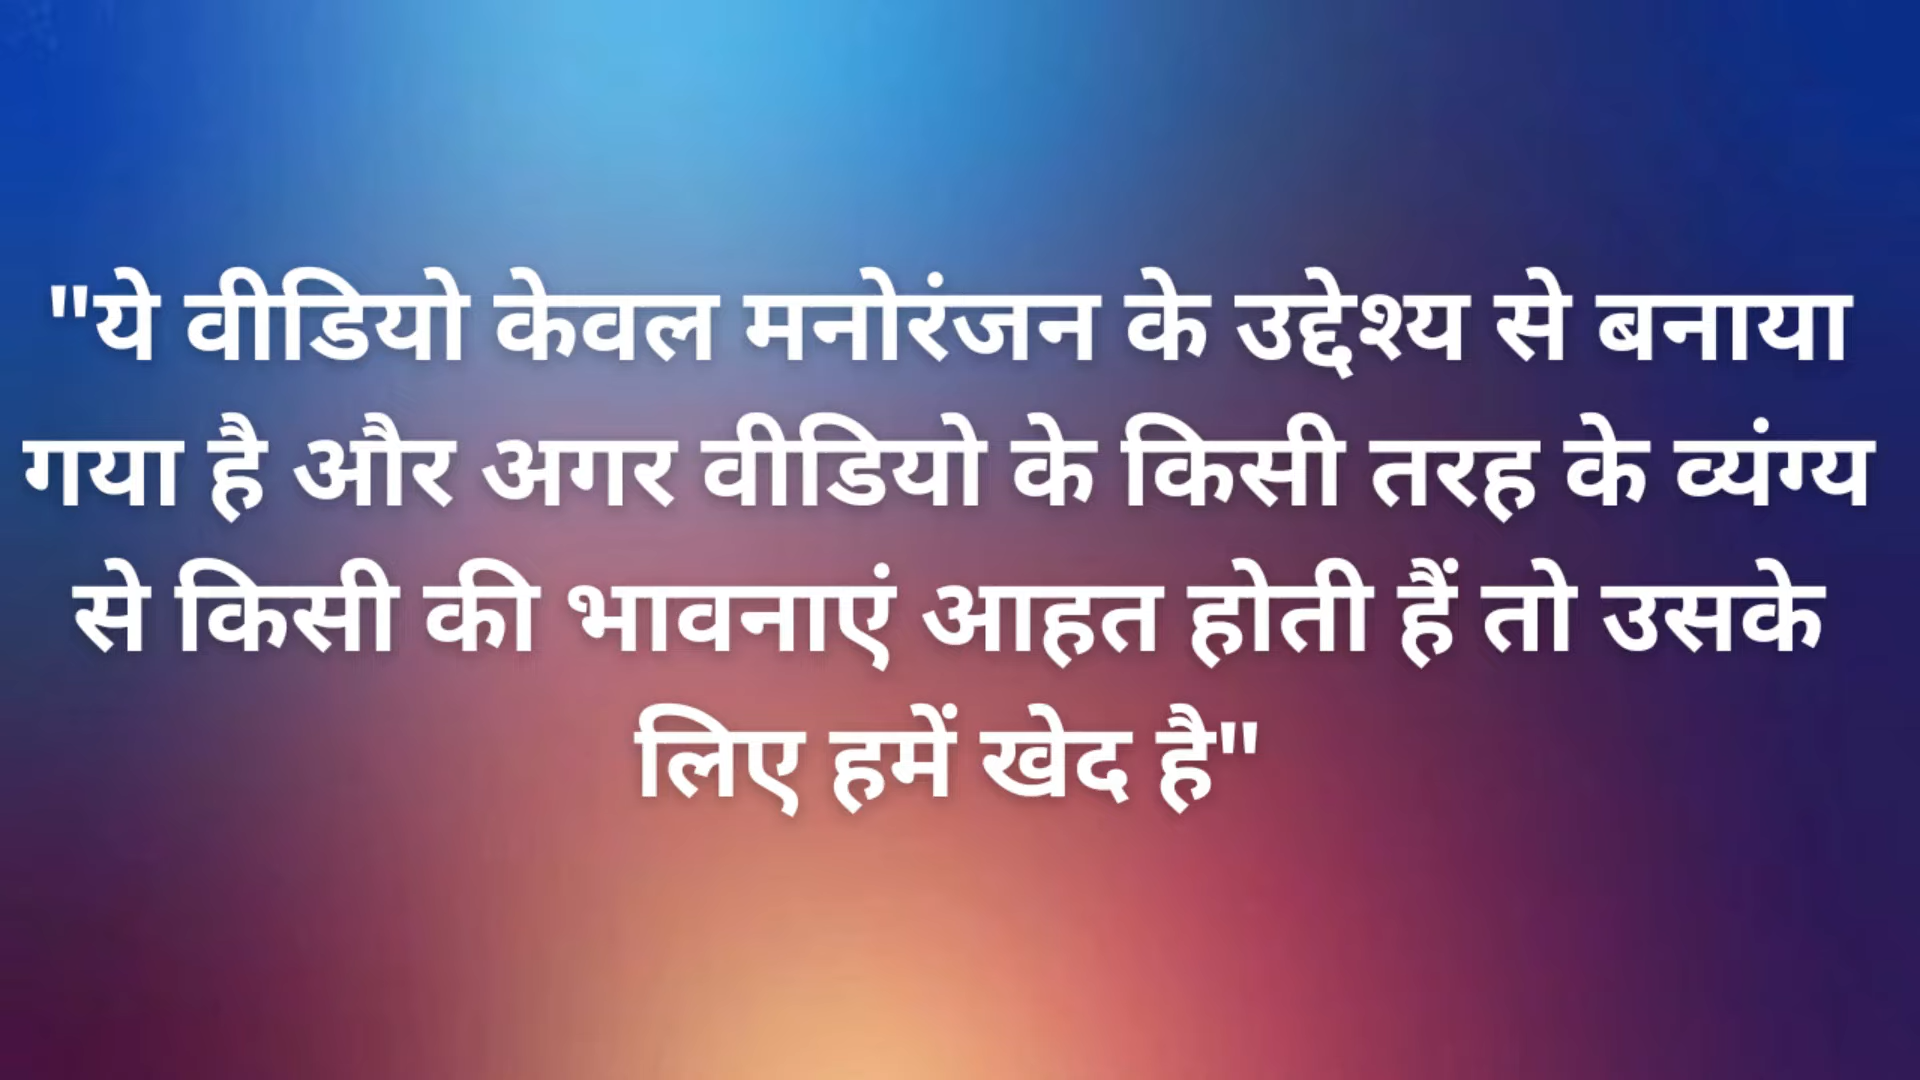 "ये वीडियो केवल मनोरंजन के उद्देश्य से बनाया
गया है और अगर वीडियो के किसी तरह के व्यंग्य
से किसी की भावनाएं आहत होती हैं तो उसके
लिए हमें खेद है"